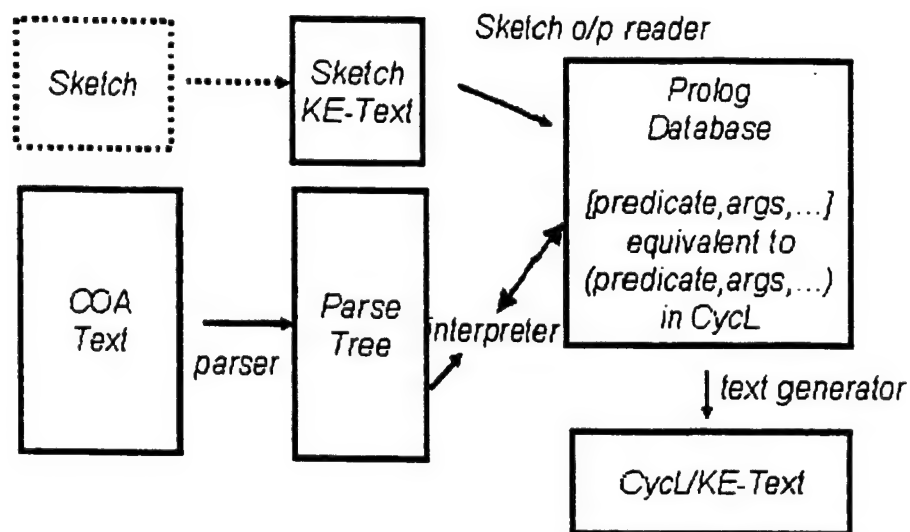 Sketch o/p reader
Sketch
Sketch
KE-Text
Prolog
Database
{predicate,args,...}
equivalent to
(predicate,args,...)
in CycL
COA
Text
parser
Parse
Tree
interpreter
text generator
CycL/KE-Text